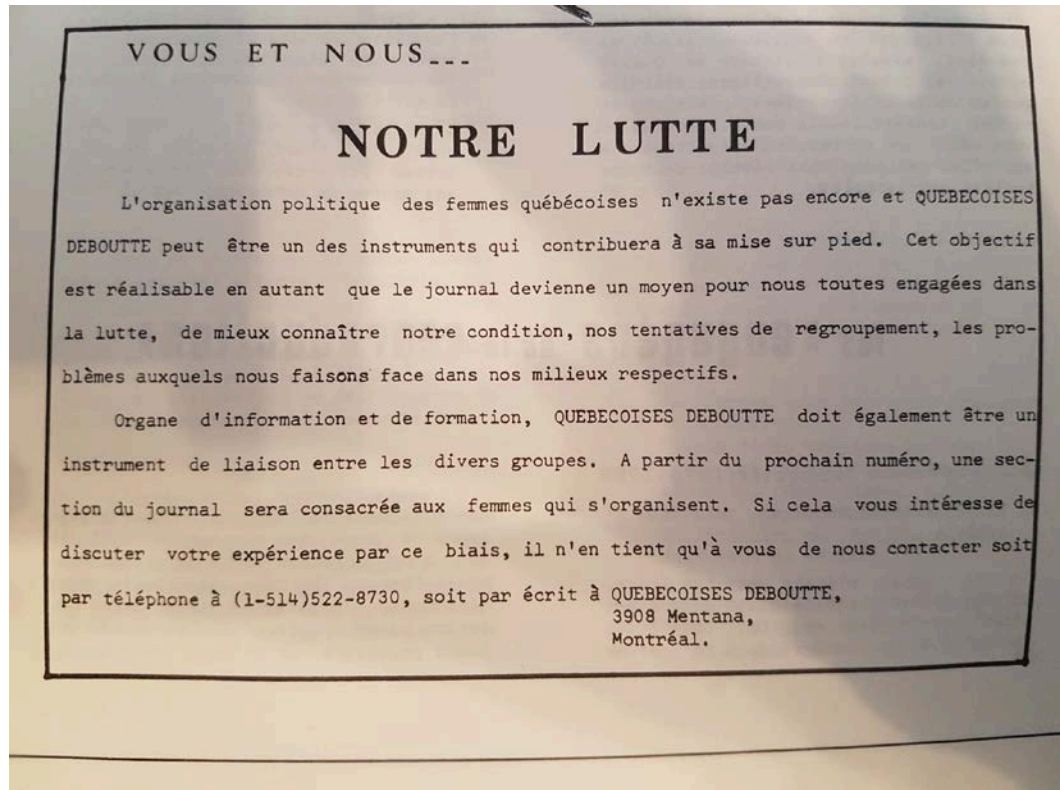 VOUS ET NOUS---
NOTRE LUTTE
L'organisation politique des femmes québécoises n'existe pas encore et QUEBECOISES
DEBOUTTE peut être un des instruments qui contribuera à sa mise sur pied. Cet objectif
est réalisable en autant que le journal devienne un moyen pour nous toutes engagées dans
la lutte, de mieux connaître notre condition, nos tentatives de regroupement, les pro-
blèmes auxquels nous faisons face dans nos milieux respectifs.
Organe d'information et de formation, QUEBECOISES DEBOUTTE doit également être un
instrument de liaison entre les divers groupes. A partir du prochain numéro, une sec-
tion du journal sera consacrée aux femmes qui s'organisent. Si cela vous intéresse de
discuter votre expérience par ce biais, il n'en tient qu'à vous de nous contacter soit
par téléphone à (1-514)522-8730, soit par écrit à QUEBECOISES DEBOUTTE,
3908 Mentana,
Montréal.